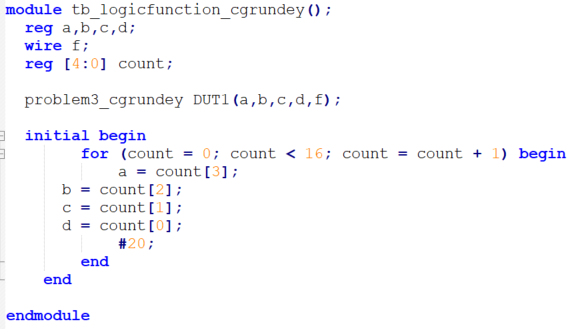 module tb_logicfunction_cgrundey();
reg a,b,c,d;
wire f;
reg [4:0] count;
problem3_cgrundey DUT1(a,b,c,d,f);
initial begin
for (count = 0; count < 16; count = count + 1) begin
a = count[3];
b = count[2];
c = count[1];
d = count[0];
#20;
end
end
endmodule